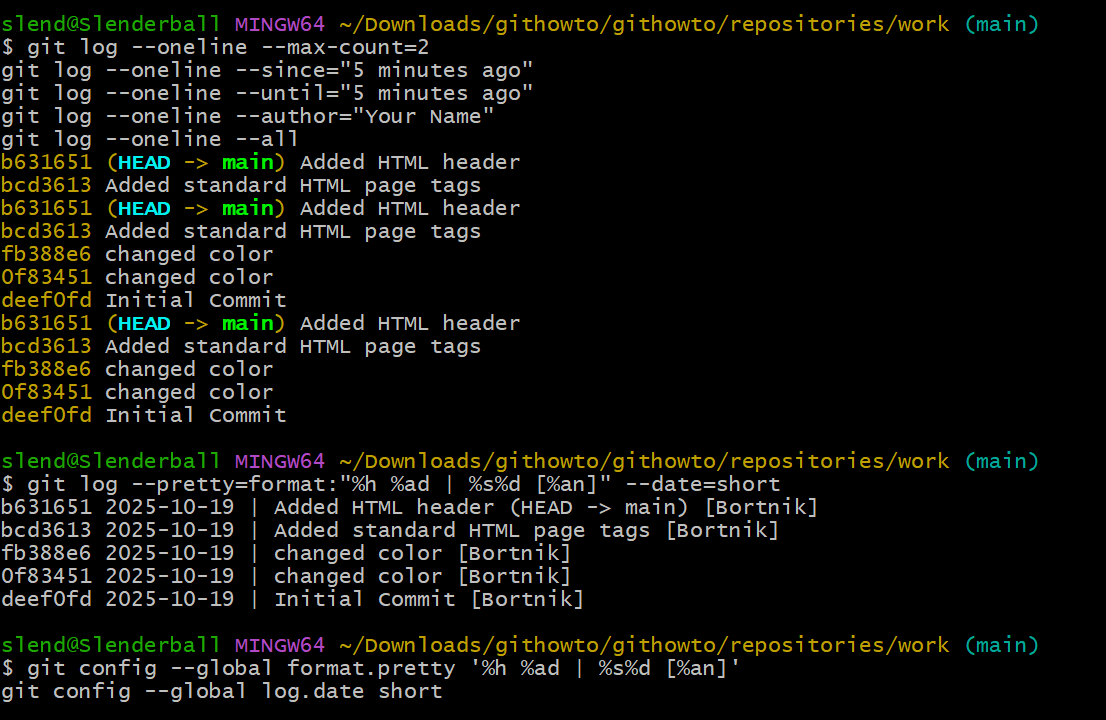 slend@Slenderball MINGW64 ~/Downloads/githowto/githowto/repositories/work (main)
$ git log --oneline --max-count=2
git log --oneline --since="5 minutes ago"
git log --oneline --until="5 minutes ago"
git log --oneline --author="Your Name"
git log --oneline --all
b631651 (HEAD -> main) Added HTML header
bcd3613 Added standard HTML page tags
b631651 (HEAD -> main) Added HTML header
bcd3613 Added standard HTML page tags
fb388e6 changed color
0f83451 changed color
deef0fd Initial Commit
b631651 (HEAD -> main) Added HTML header
bcd3613 Added standard HTML page tags
fb388e6 changed color
0f83451 changed color
deef0fd Initial Commit
slend@Slenderball MINGW64 ~/Downloads/githowto/githowto/repositories/work (main)
$ git log --pretty=format:"%h %ad | %s%d [%an]" --date=short
b631651 2025-10-19 | Added HTML header (HEAD -> main) [Bortnik]
bcd3613 2025-10-19 | Added standard HTML page tags [Bortnik]
fb388e6 2025-10-19 | changed color [Bortnik]
0f83451 2025-10-19 | changed color [Bortnik]
deef0fd 2025-10-19 | Initial Commit [Bortnik]
slend@Slenderball MINGW64 ~/Downloads/githowto/githowto/repositories/work (main)
$ git config --global format.pretty '%h %ad | %s%d [%an]'
git config --global log.date short